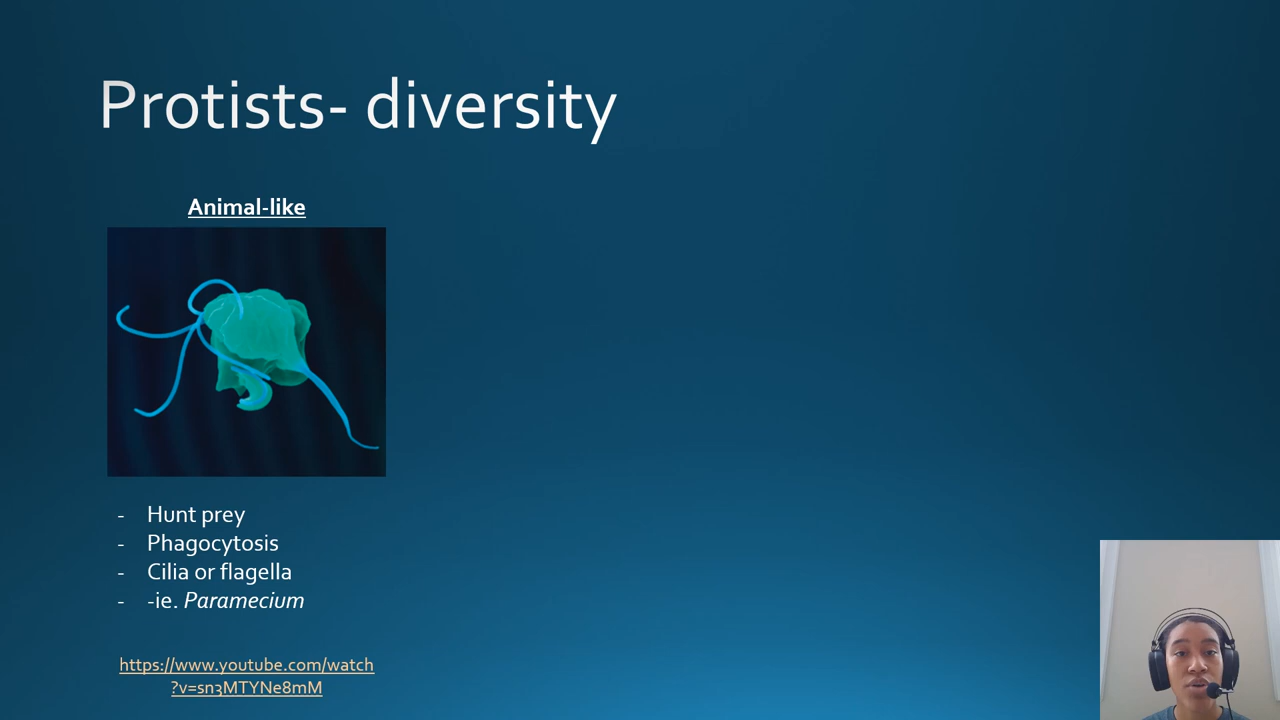 Protists- diversity
Animal-like
- Hunt prey
- Phagocytosis
- Cilia or flagella
- -ie. Paramecium
https://www.youtube.com/watch
?v=sn3MTYNe8mM